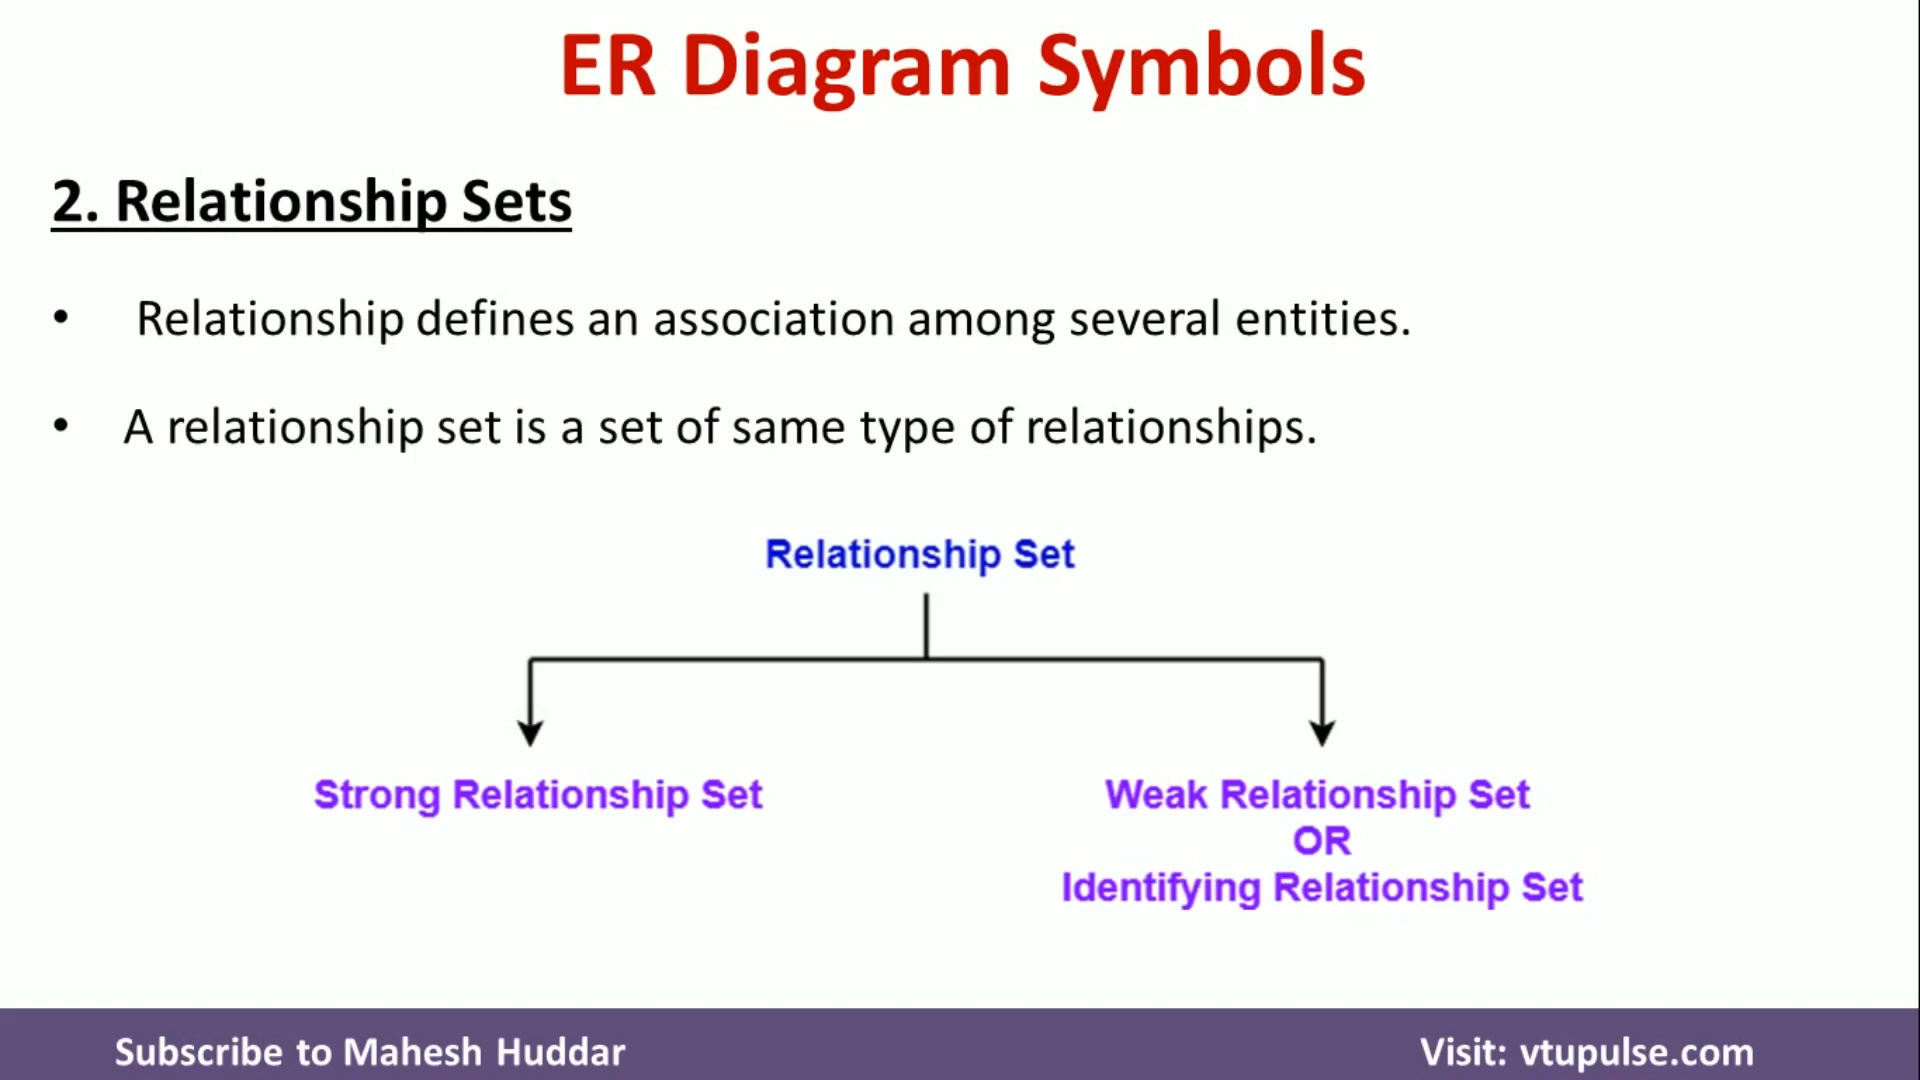 ER Diagram Symbols
2. Relationship Sets
• Relationship defines an association among several entities.
• A relationship set is a set of same type of relationships.
Relationship Set
Strong Relationship Set
Weak Relationship Set
OR
Identifying Relationship Set
Subscribe to Mahesh Huddar
Visit: vtupulse.com